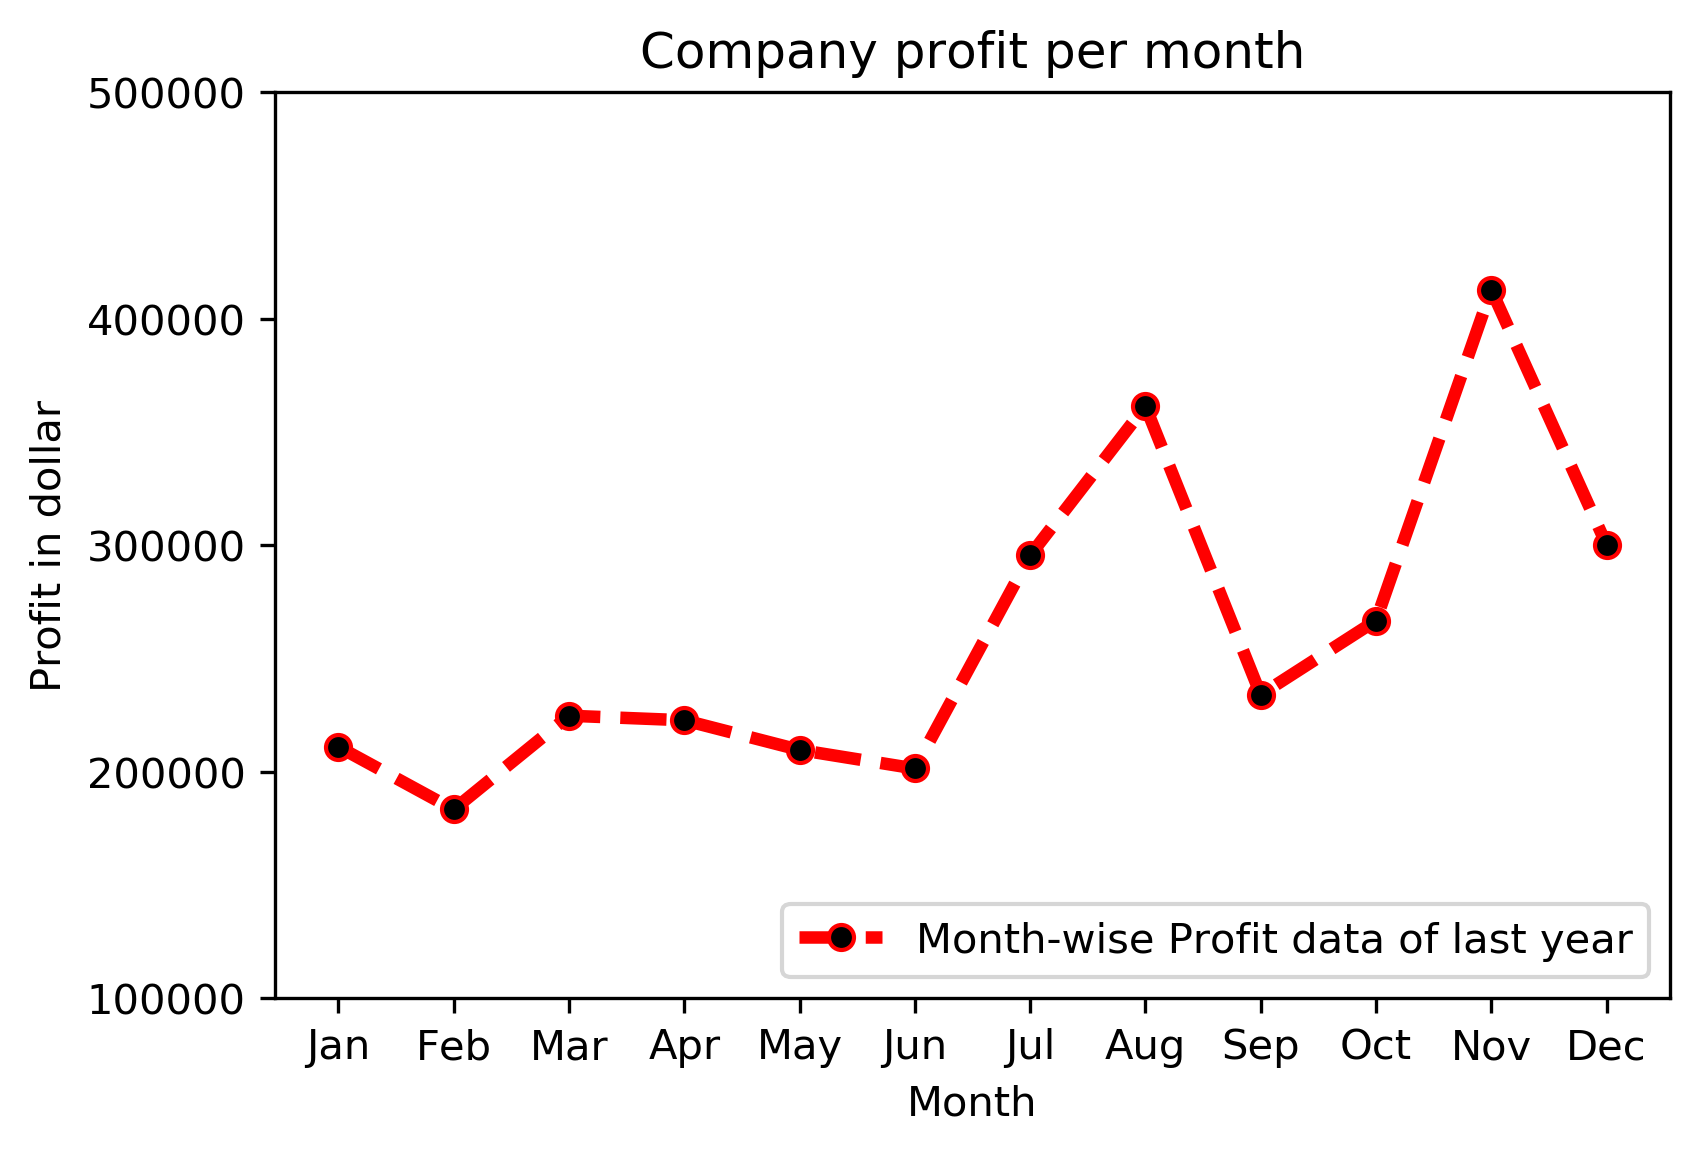 Company profit per month
500000
400000
300000
200000
100000
Profit in dollar
Month-wise Profit data of last year
Jan Feb Mar Apr May Jun Jul Aug Sep Oct Nov Dec
Month